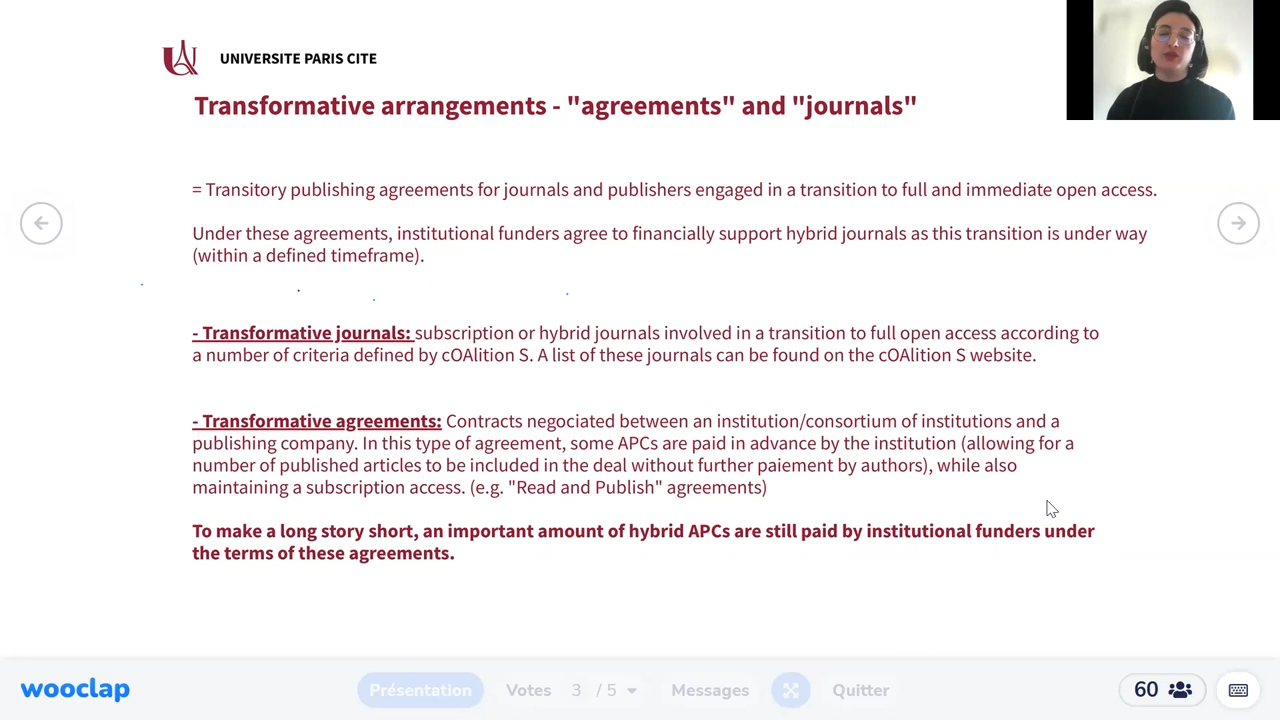 UNIVERSITE PARIS CITE
Transformative arrangements - "agreements" and "journals"
= Transitory publishing agreements for journals and publishers engaged in a transition to full and immediate open access.
Under these agreements, institutional funders agree to financially support hybrid journals as this transition is under way
(within a defined timeframe).
- Transformative journals: subscription or hybrid journals involved in a transition to full open access according to
a number of criteria defined by cOAlition S. A list of these journals can be found on the cOAlition S website.
- Transformative agreements: Contracts negociated between an institution/consortium of institutions and a
publishing company. In this type of agreement, some APCs are paid in advance by the institution (allowing for a
number of published articles to be included in the deal without further paiement by authors), while also
maintaining a subscription access. (e.g. "Read and Publish" agreements)
To make a long story short, an important amount of hybrid APCs are still paid by institutional funders under
the terms of these agreements.
wooclap Présentation Votes 3 / 5 Messages Quitter 60